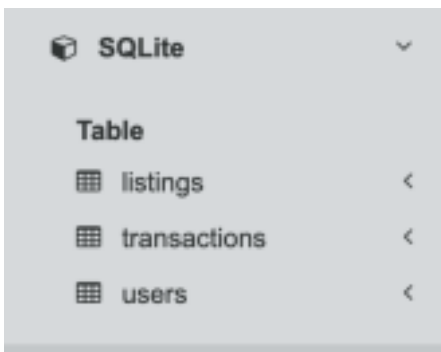 SQLite
Table
listings
transactions
users